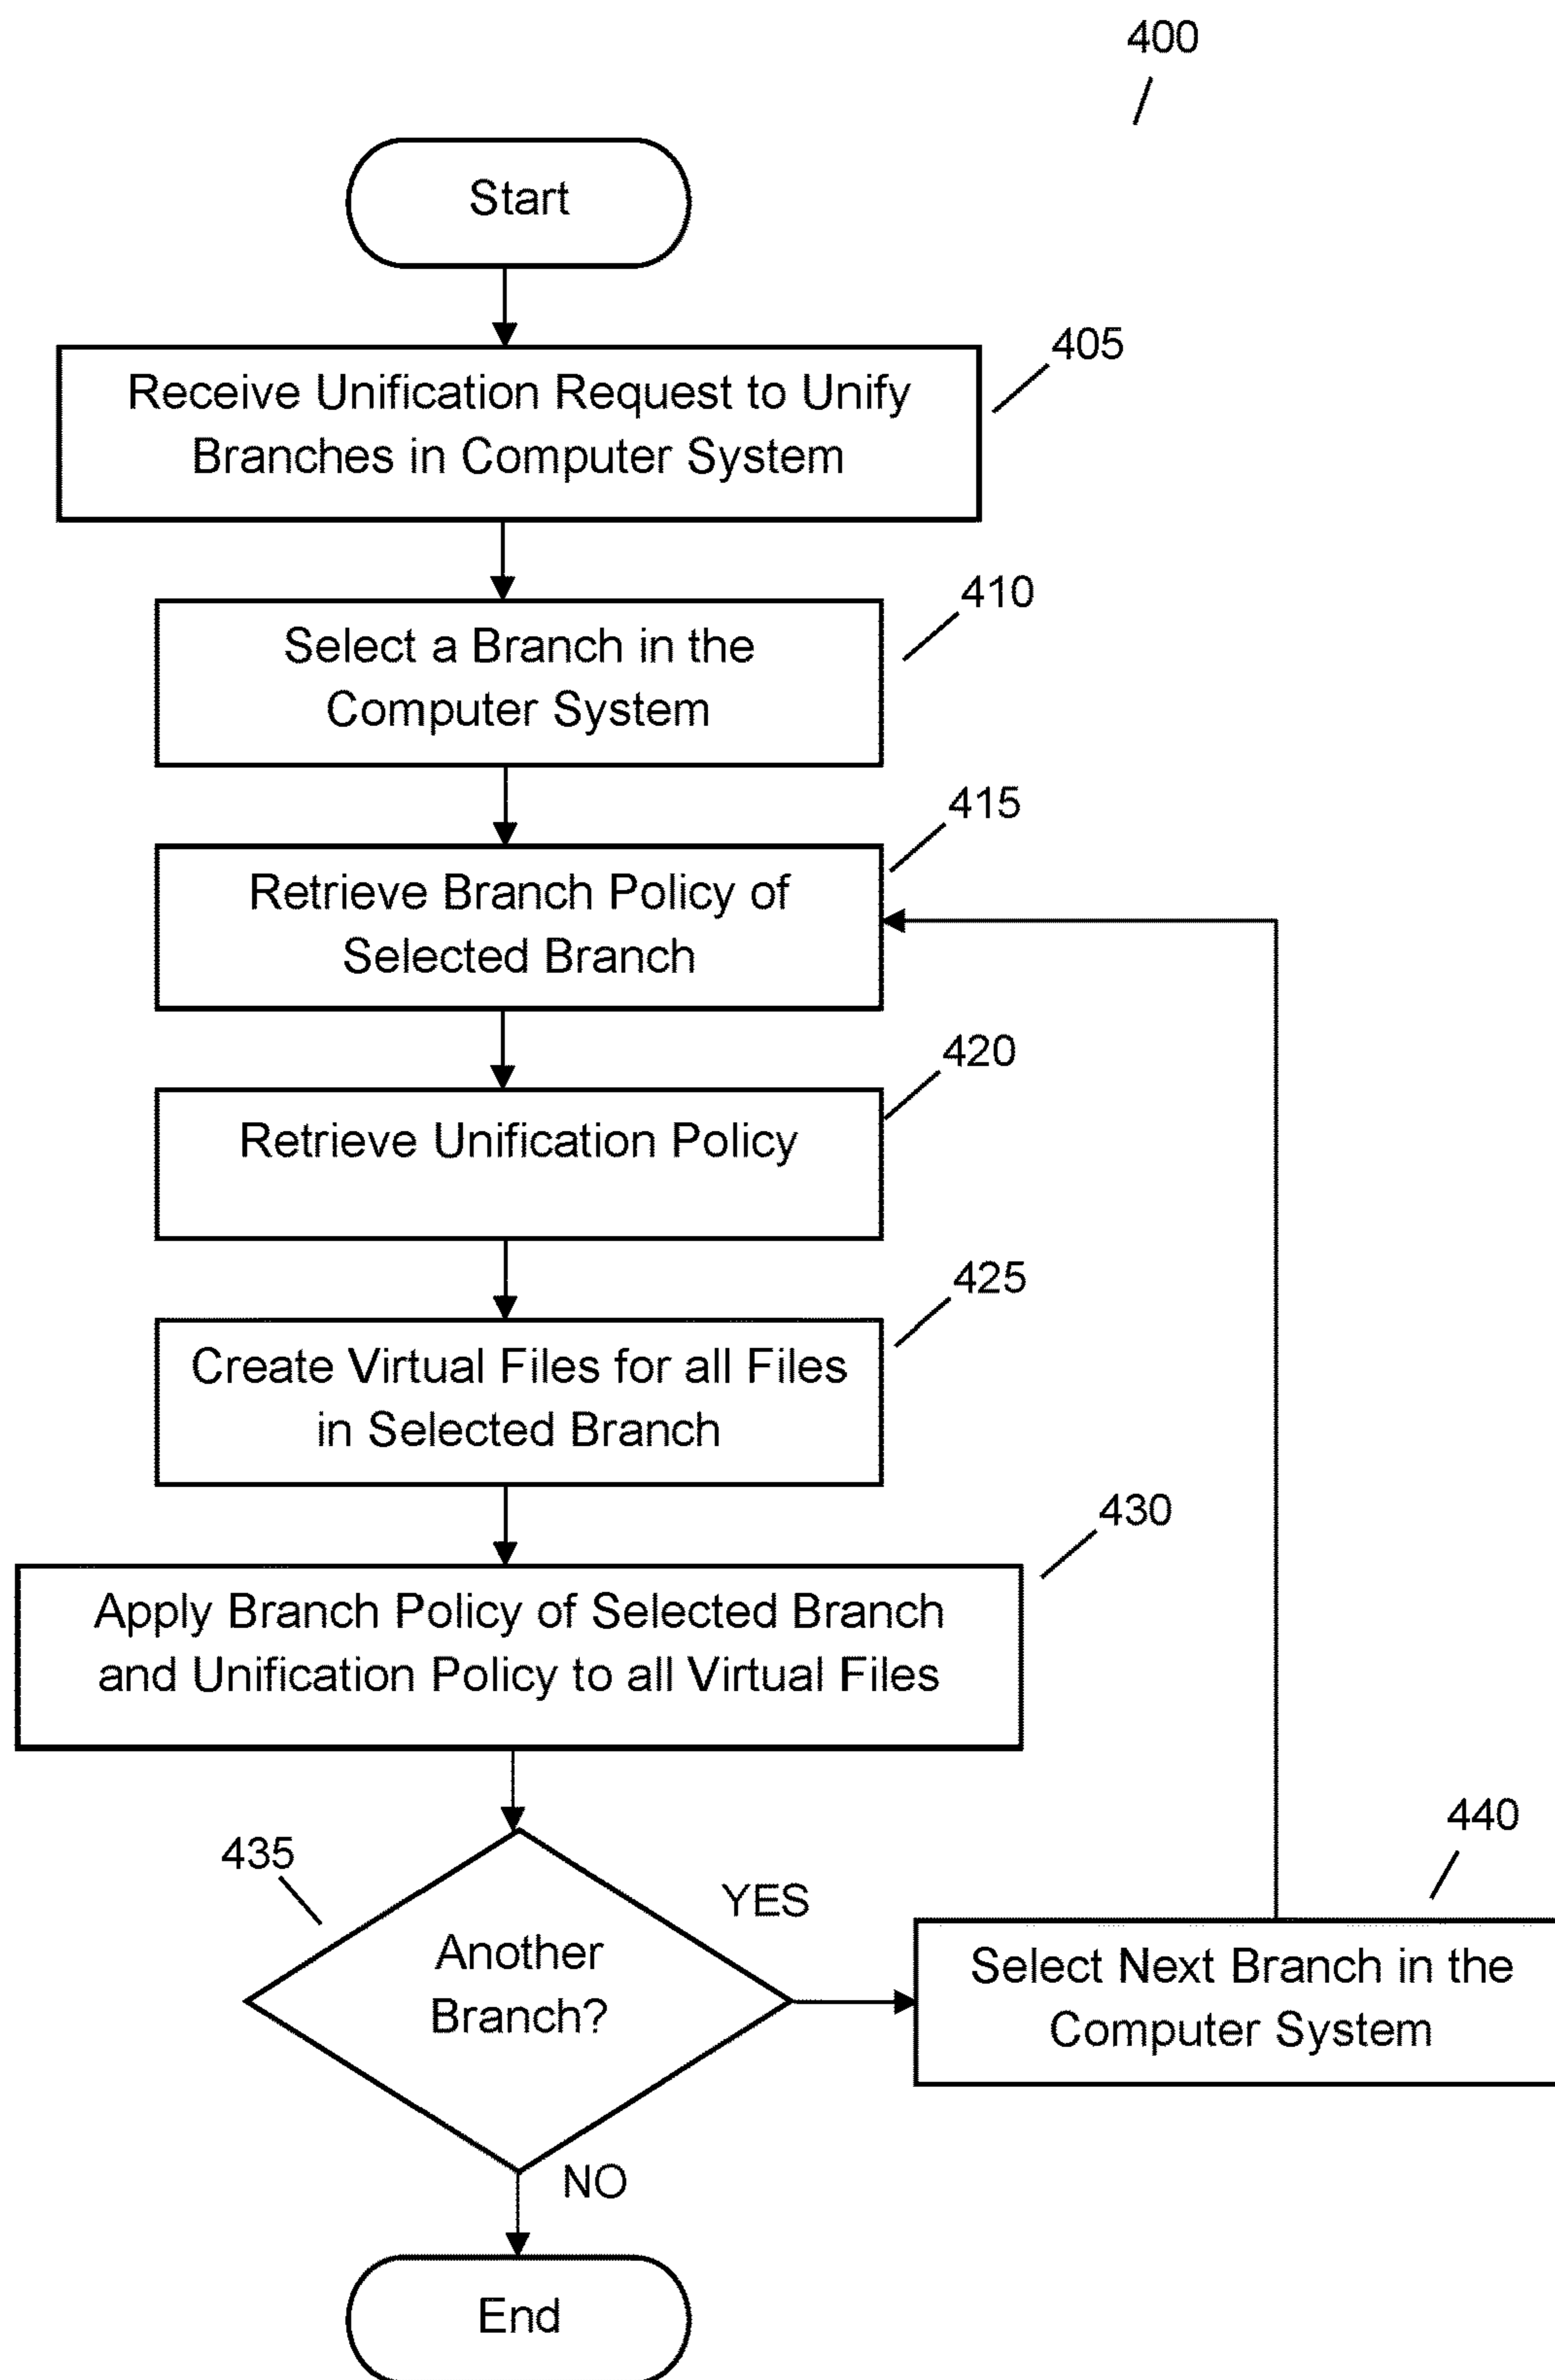 400
Start
405
Receive Unification Request to Unify
Branches in Computer System
410
Select a Branch in the
Computer System
415
Retrieve Branch Policy of
Selected Branch
420
Retrieve Unification Policy
425
Create Virtual Files for all Files
in Selected Branch
430
Apply Branch Policy of Selected Branch
and Unification Policy to all Virtual Files
435
Another
Branch?
YES
440
Select Next Branch in the
Computer System
NO
End